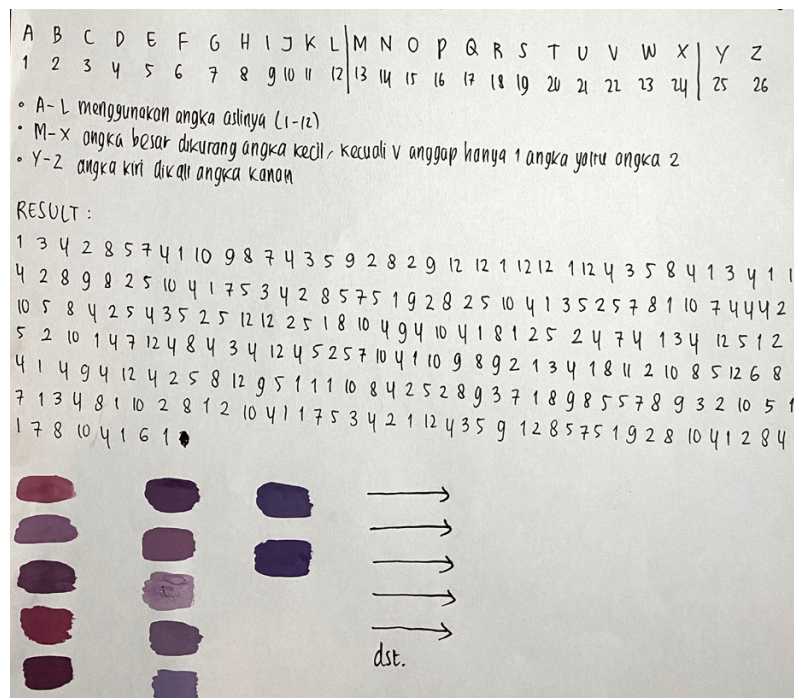 A B C D E F G H I J K L | M N O P Q R S T U V W X | Y Z
1 2 3 4 5 6 7 8 9 10 11 12 | 13 14 15 16 17 18 19 20 21 22 23 24 | 25 26
• A-L menggunakan angka aslinya (1-12)
• M-X angka besar dikurang angka kecil, kecuali V anggap hanya 1 angka yaitu angka 2
• Y-Z angka kiri dikali angka kanan
RESULT :
1 3 4 2 8 5 7 4 1 10 9 8 7 4 3 5 9 2 8 2 9 12 12 1 12 12 1 12 4 3 5 8 4 1 3 4 1 1
4 2 8 9 8 2 5 10 4 1 7 5 3 4 2 8 5 7 5 1 9 2 8 2 5 10 4 1 3 5 2 5 7 8 1 10 7 4 4 4 2
10 5 8 4 2 5 4 3 5 2 5 12 12 2 5 1 8 10 4 9 4 10 4 1 8 1 2 5 2 4 7 4 1 3 4 12 5 1 2
5 2 10 1 4 7 12 4 8 4 3 4 12 4 5 2 5 7 10 4 1 10 9 8 9 2 1 3 4 1 8 11 2 10 8 5 12 6 8
4 1 4 9 4 12 4 2 5 8 12 9 5 1 1 1 10 8 4 2 5 2 8 9 3 7 1 8 9 8 5 5 7 8 9 3 2 10 5 1
7 1 3 4 8 1 10 2 8 1 2 10 4 1 1 7 5 3 4 2 1 12 4 3 5 9 12 8 5 7 5 1 9 2 8 10 4 1 2 8 4
1 7 8 10 4 1 6 1
dst.